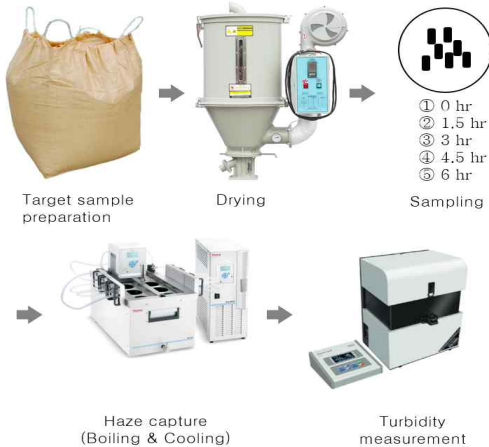 ① 0 hr
② 1.5 hr
③ 3 hr
④ 4.5 hr
⑤ 6 hr
Target sample
preparation
Drying
Sampling
Haze capture
(Boiling & Cooling)
Turbidity
measurement